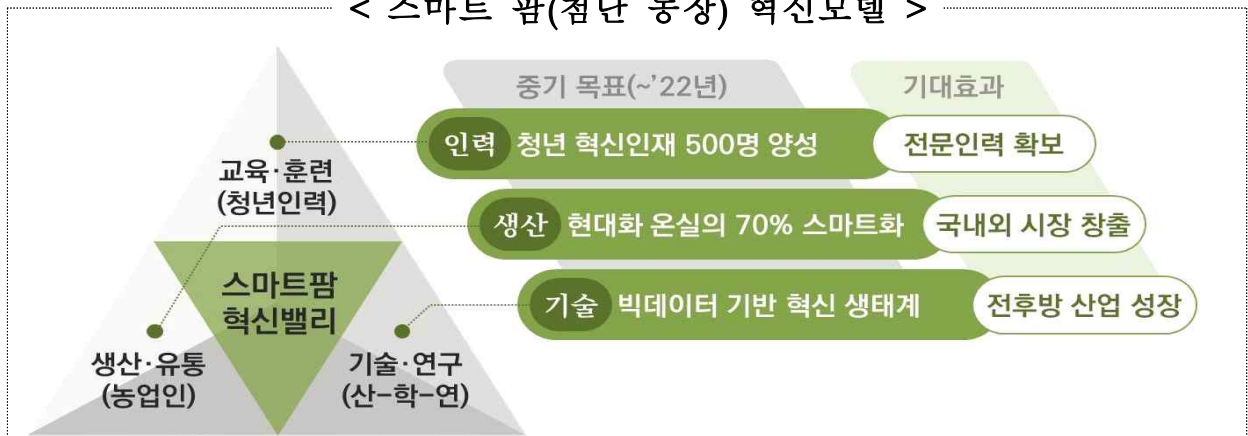 < 스마트 팜(첨단 농장) 혁신모델 >
중기 목표(~'22년)
기대효과
인력 청년 혁신인재 500명 양성
전문인력 확보
교육·훈련
(청년인력)
생산 현대화 온실의 70% 스마트화
국내외 시장 창출
스마트팜
혁신밸리
기술 빅데이터 기반 혁신 생태계
전후방 산업 성장
생산·유통
(농업인)
기술·연구
(산-학-연)